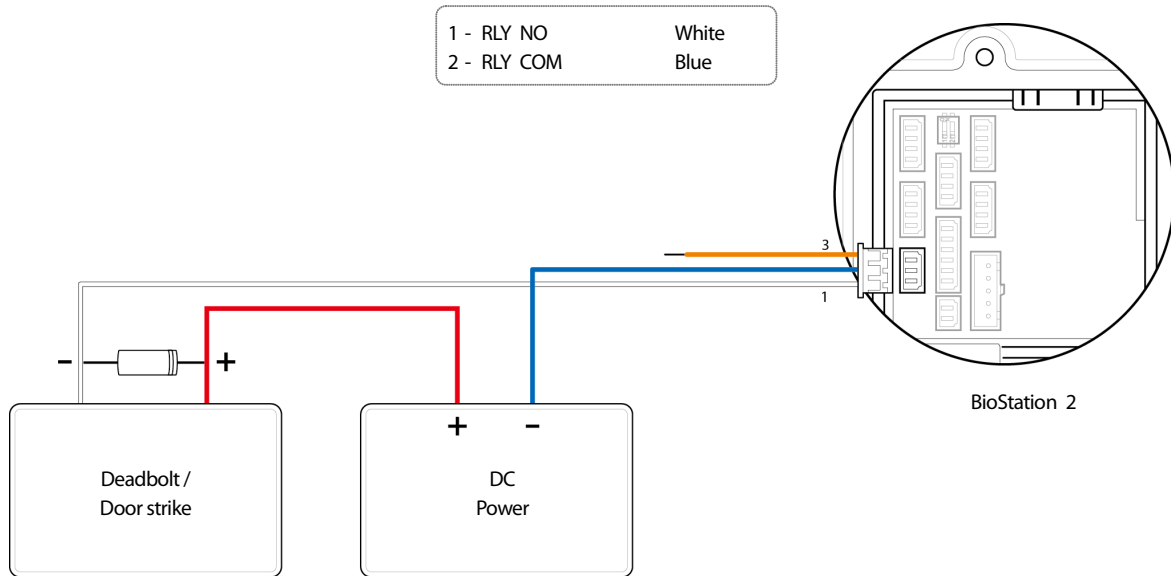 1 - RLY NO White
2 - RLY COM Blue
3
1
BioStation 2
- +
+ -
Deadbolt /
Door strike
DC
Power